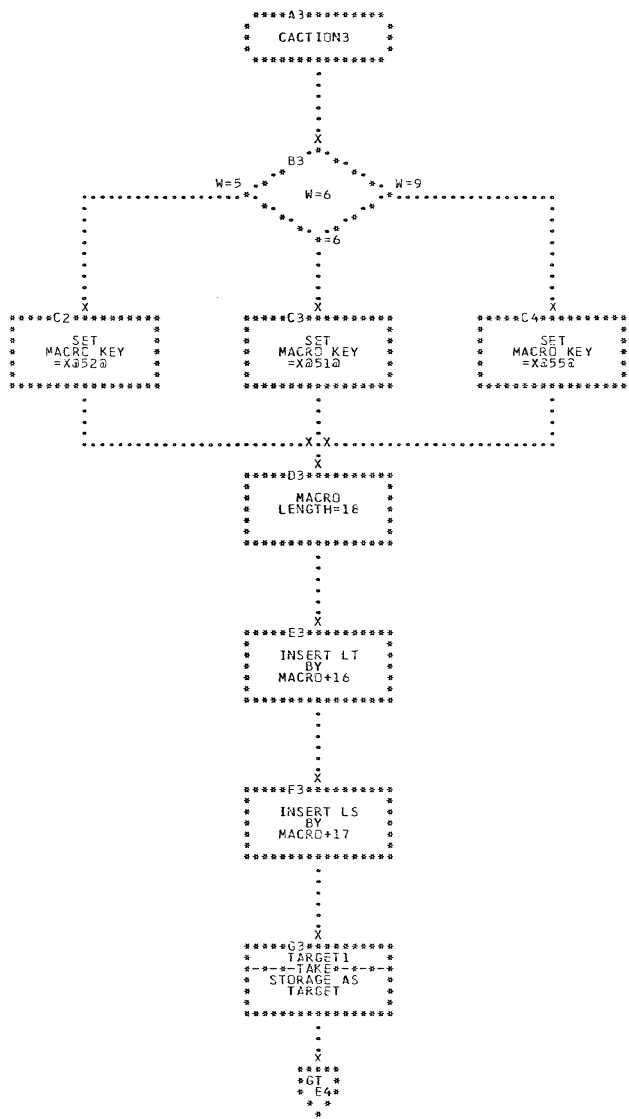 A3
CACTION3
B3
W=5 W=6 W=9
=6
C2 C3 C4
SET SET SET
MACRO KEY MACRO KEY MACRO KEY
=X@52@ =X@51@ =X@55@
D3
MACRO
LENGTH=18
E3
INSERT LT
BY
MACRO+16
F3
INSERT LS
BY
MACRO+17
G3
TARGET1
TAKE
STORAGE AS
TARGET
GT
E4